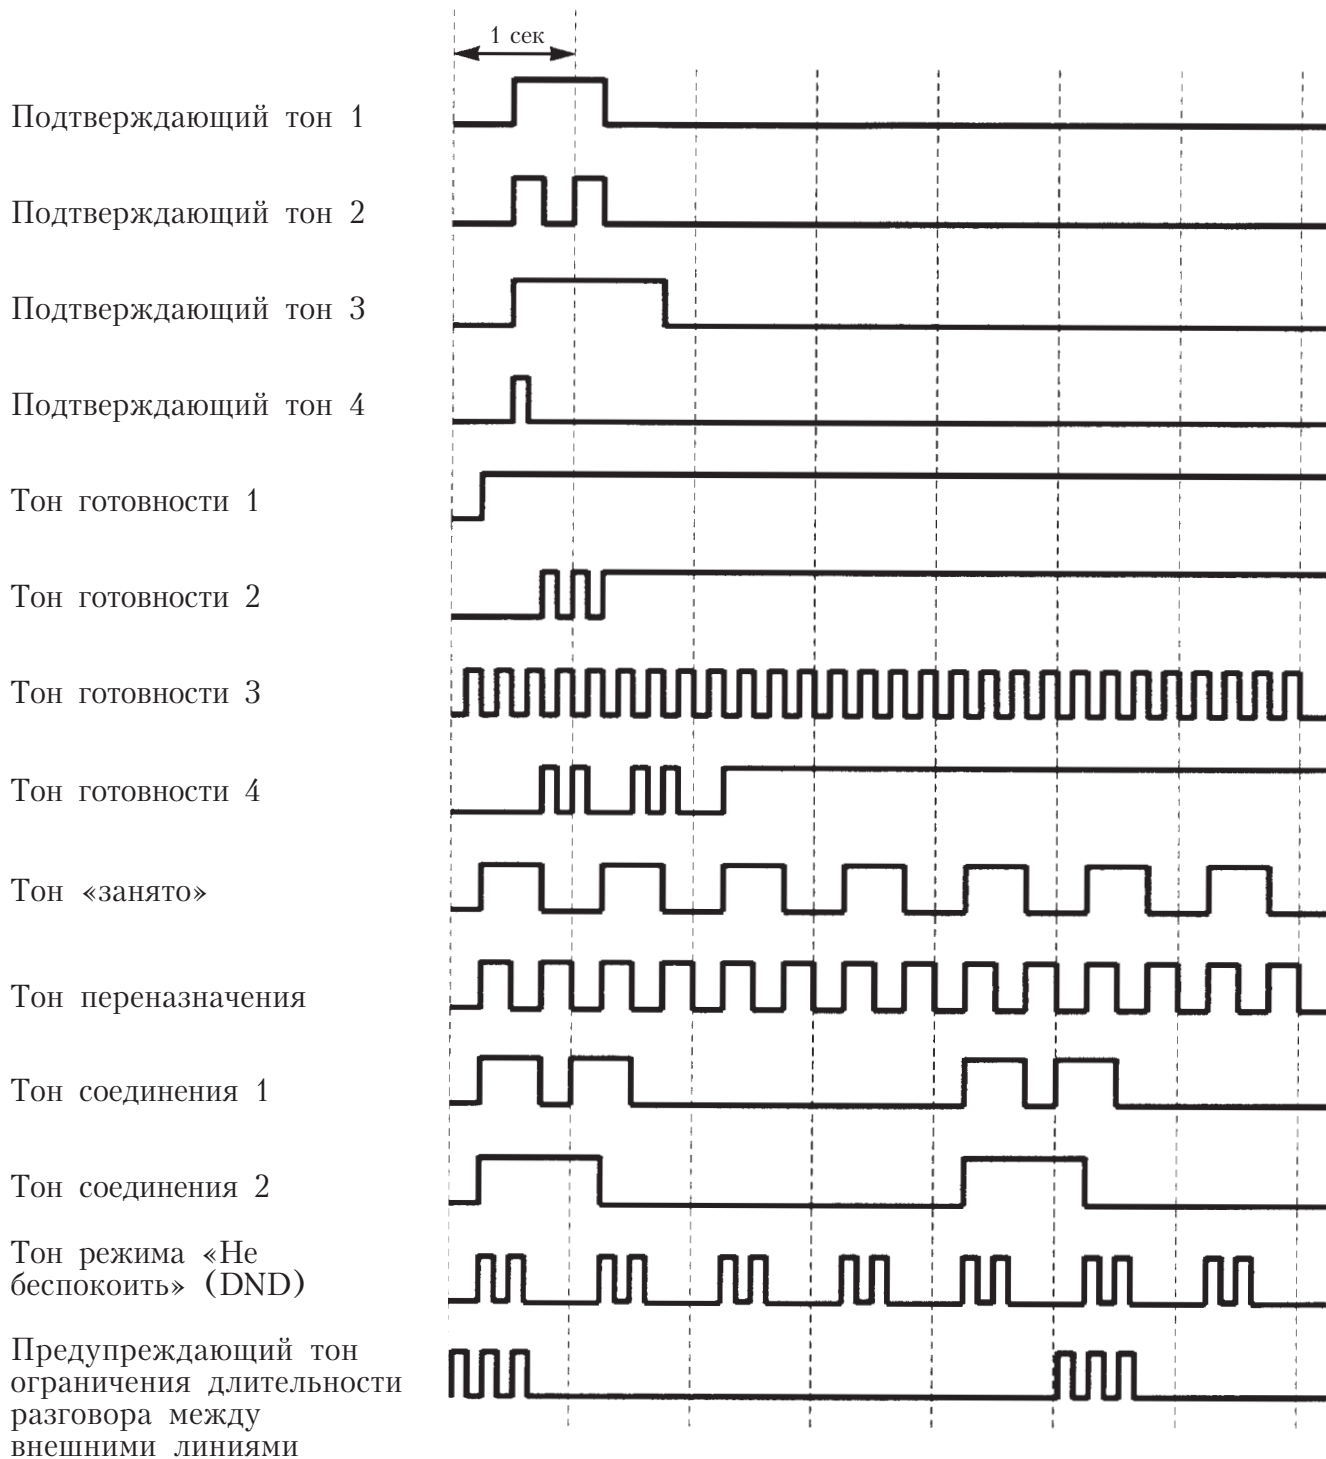 1 сек
Подтверждающий тон 1
Подтверждающий тон 2
Подтверждающий тон 3
Подтверждающий тон 4
Тон готовности 1
Тон готовности 2
Тон готовности 3
Тон готовности 4
Тон «занято»
Тон переназначения
Тон соединения 1
Тон соединения 2
Тон режима «Не
беспокоить» (DND)
Предупреждающий тон
ограничения длительности
разговора между
внешними линиями